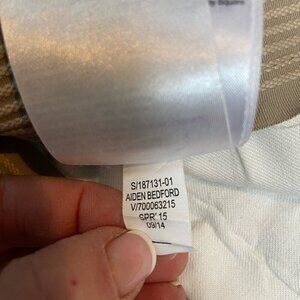 S/187131-01
AIDEN BEDFORD
V/700063215
SPR' 15
09/14